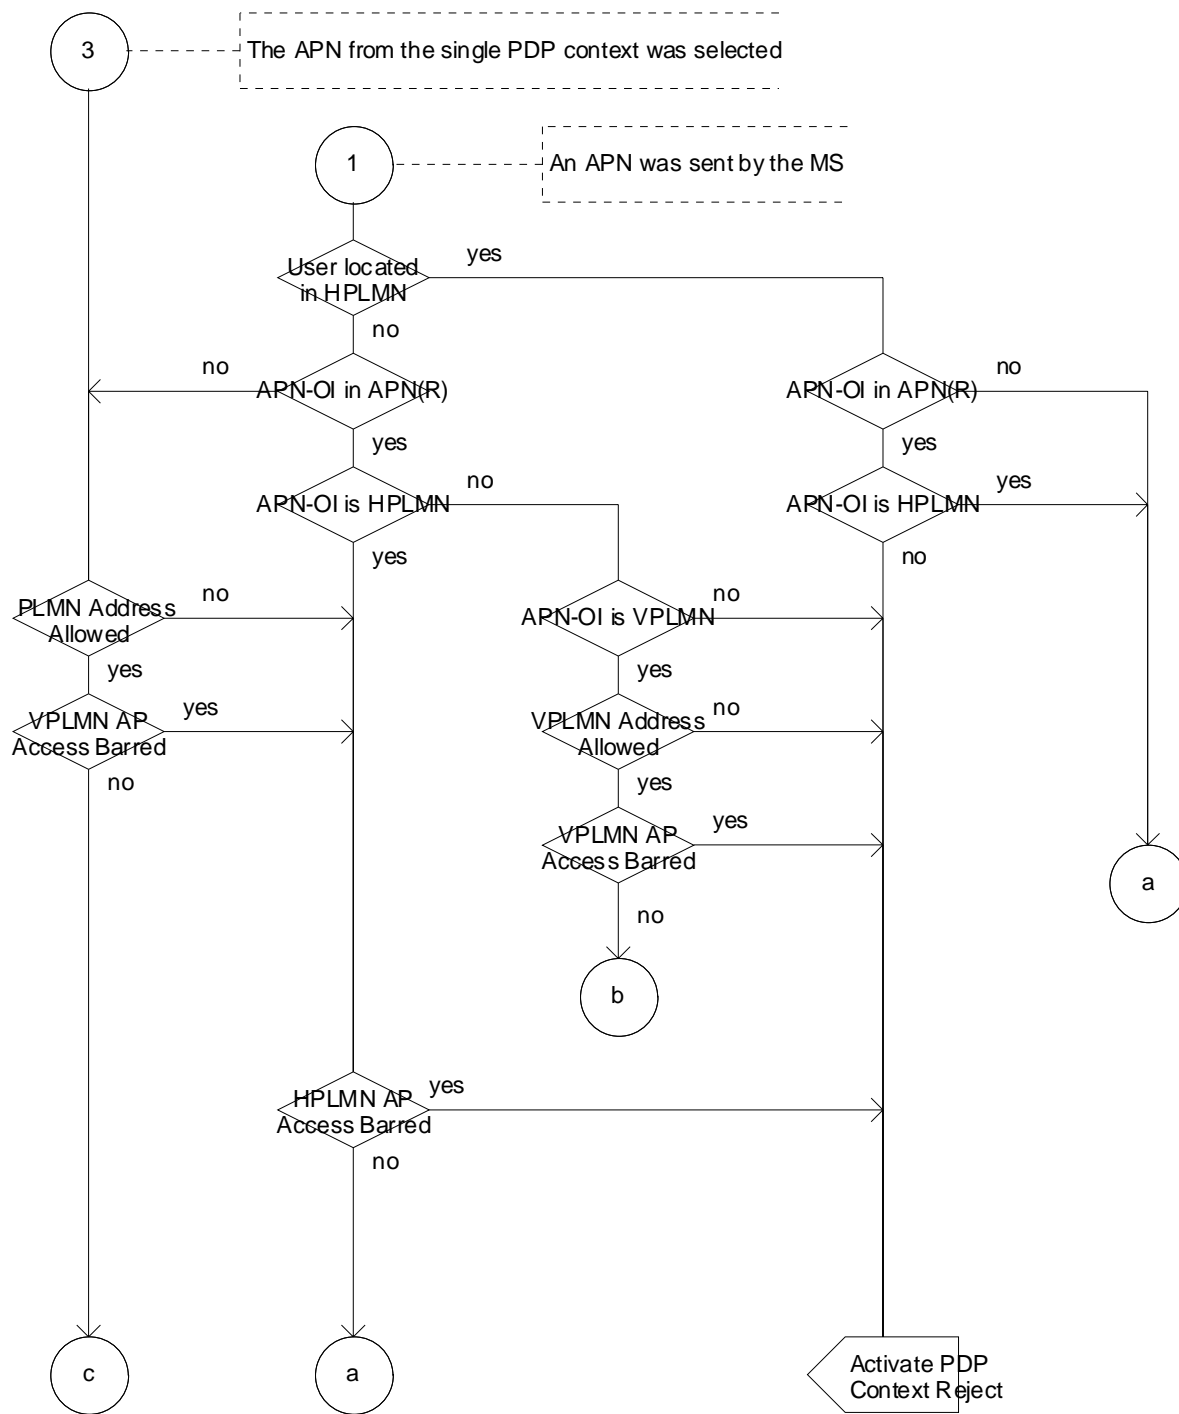 3
The APN from the single PDP context was selected
1
An APN was sent by the MS
User located
in HPLMN
yes
no
APN-OI in APN(R)
no
yes
APN-OI in APN(R)
no
yes
APN-OI is HPLMN
no
yes
APN-OI is HPLMN
yes
no
PLMN Address
Allowed
no
yes
APN-OI is VPLMN
no
yes
VPLMN AP
Access Barred
yes
no
VPLMN Address
Allowed
no
yes
VPLMN AP
Access Barred
yes
no
a
b
HPLMN AP
Access Barred
yes
no
c
a
Activate PDP
Context Reject